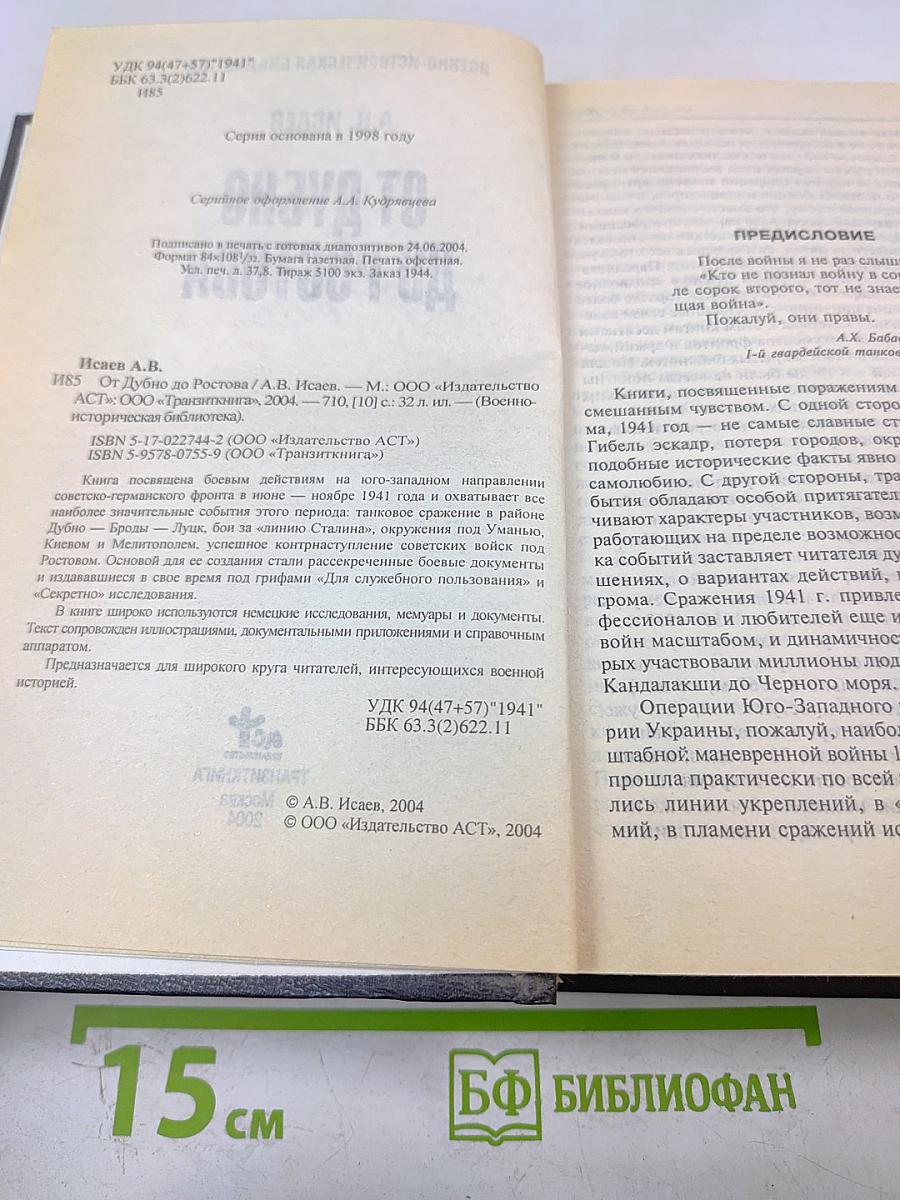 УДК 94(47+57)"1941"
ББК 63.3(2)622.11
И85
Серия основана в 1998 году
Серийное оформление А.А. Кудрявцева
Подписано в печать с готовых диапозитивов 24.06.2004.
Формат 84×108 1/32. Бумага газетная. Печать офсетная.
Усл. печ. л. 37,8. Тираж 5100 экз. Заказ 1944.
Исаев А.В.
И85 От Дубно до Ростова / А.В. Исаев. — М.: ООО «Издательство
АСТ»: ООО «Транзиткнига», 2004. — 710, [10] с.: 32 л. ил. — (Военно-
историческая библиотека).
ISBN 5-17-022744-2 (ООО «Издательство АСТ»)
ISBN 5-9578-0755-9 (ООО «Транзиткнига»)
Книга посвящена боевым действиям на юго-западном направлении
советско-германского фронта в июне — ноябре 1941 года и охватывает все
наиболее значительные события этого периода: танковое сражение в районе
Дубно — Броды — Луцк, бои за «линию Сталина», окружения под Уманью,
Киевом и Мелитополем, успешное контрнаступление советских войск под
Ростовом. Основой для ее создания стали рассекреченные боевые документы
и издававшиеся в свое время под грифами «Для служебного пользования» и
«Секретно» исследования.
В книге широко используются немецкие исследования, мемуары и документы.
Текст сопровожден иллюстрациями, документальными приложениями и справочным
аппаратом.
Предназначается для широкого круга читателей, интересующихся военной
историей.
УДК 94(47+57)"1941"
ББК 63.3(2)622.11
© А.В. Исаев, 2004
© ООО «Издательство АСТ», 2004
ПРЕДИСЛОВИЕ
После войны я не раз слыш
«Кто не познал войну в сор
ле сорок второго, тот не знае
щая война».
Пожалуй, они правы.
А.Х. Бабад
1-й гвардейской танков
Книги, посвященные поражениям.
смешанным чувством. С одной сторо
ма, 1941 год — не самые славные ст
Гибель эскадр, потеря городов, окр
подобные исторические факты явно
самолюбию. С другой стороны, тра
бытия обладают особой притягател
чивают характеры участников, возм
работающих на пределе возможнос
ка событий заставляет читателя ду
шениях, о вариантах действий,
грома. Сражения 1941 г. привле
фессионалов и любителей еще и
войн масштабом, и динамичнос
рых участвовали миллионы люд
Кандалакши до Черного моря.
Операции Юго-Западного
рии Украины, пожалуй, наибол
штабной маневренной войны 1
прошла практически по всей
лись линии укреплений, в «
мий, в пламени сражений ис
15 см
БФ БИБЛИОФАН